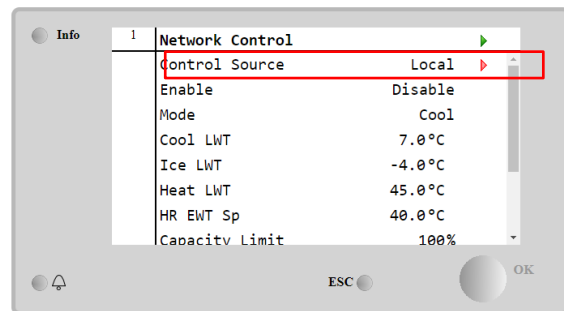 Info
1 Network Control
Control Source Local
Enable Disable
Mode Cool
Cool LWT 7.0°C
Ice LWT -4.0°C
Heat LWT 45.0°C
HR EWT Sp 40.0°C
Capacity Limit 100%
ESC OK